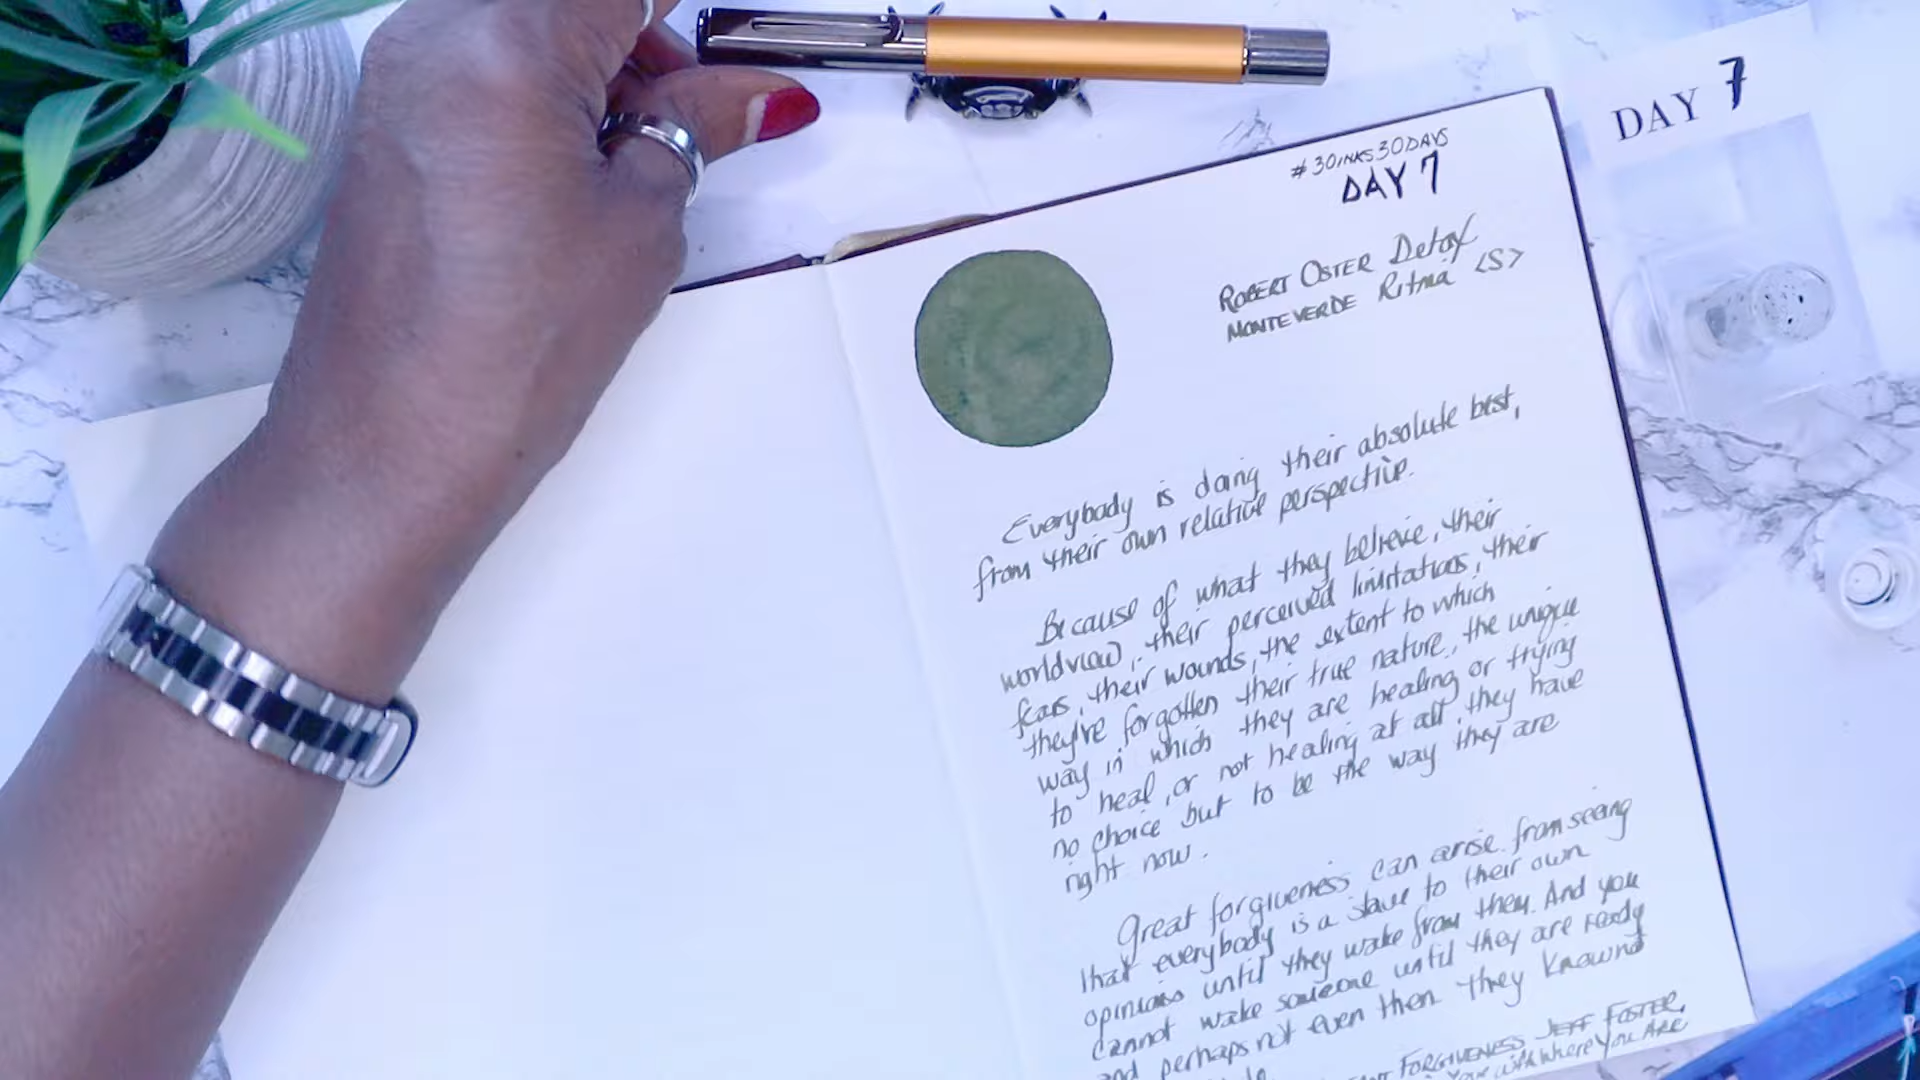 DAY 7
#30INKS30DAYS
DAY 7
ROBERT OSTER Detox
MONTEVERDE Ritma <S>
Everybody is doing their absolute best,
from their own relative perspective.
Because of what they believe, their
worldview, their perceived limitations, their
fears, their wounds, the extent to which
they've forgotten their true nature, the unique
way in which they are healing or trying
to heal, or not healing at all, they have
no choice but to be the way they are
right now.
Great forgiveness can arise from seeing
that everybody is a slave to their own
opinions until they wake from them. And you
cannot wake someone until they are ready
and perhaps not even then. They know not
FORGIVENESS JEFF FOSTER,
with Where You Are